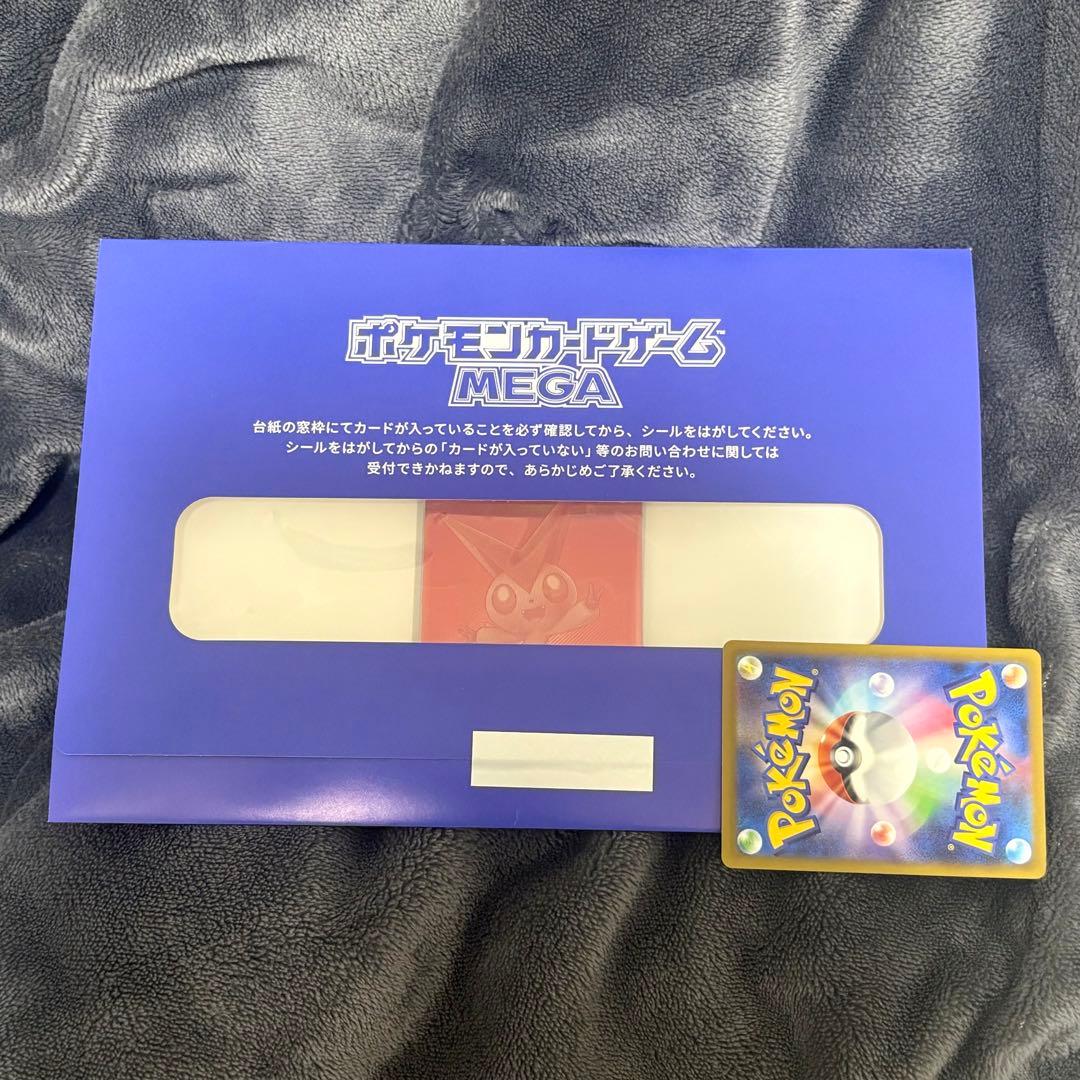 ポケモンカードゲーム™
MEGA
台紙の窓枠にてカードが入っていることを必ず確認してから、シールをはがしてください。
シールをはがしてからの「カードが入っていない」等のお問い合わせに関しては
受付できかねますので、あらかじめご了承ください。
POKéMON®
POKéMON®